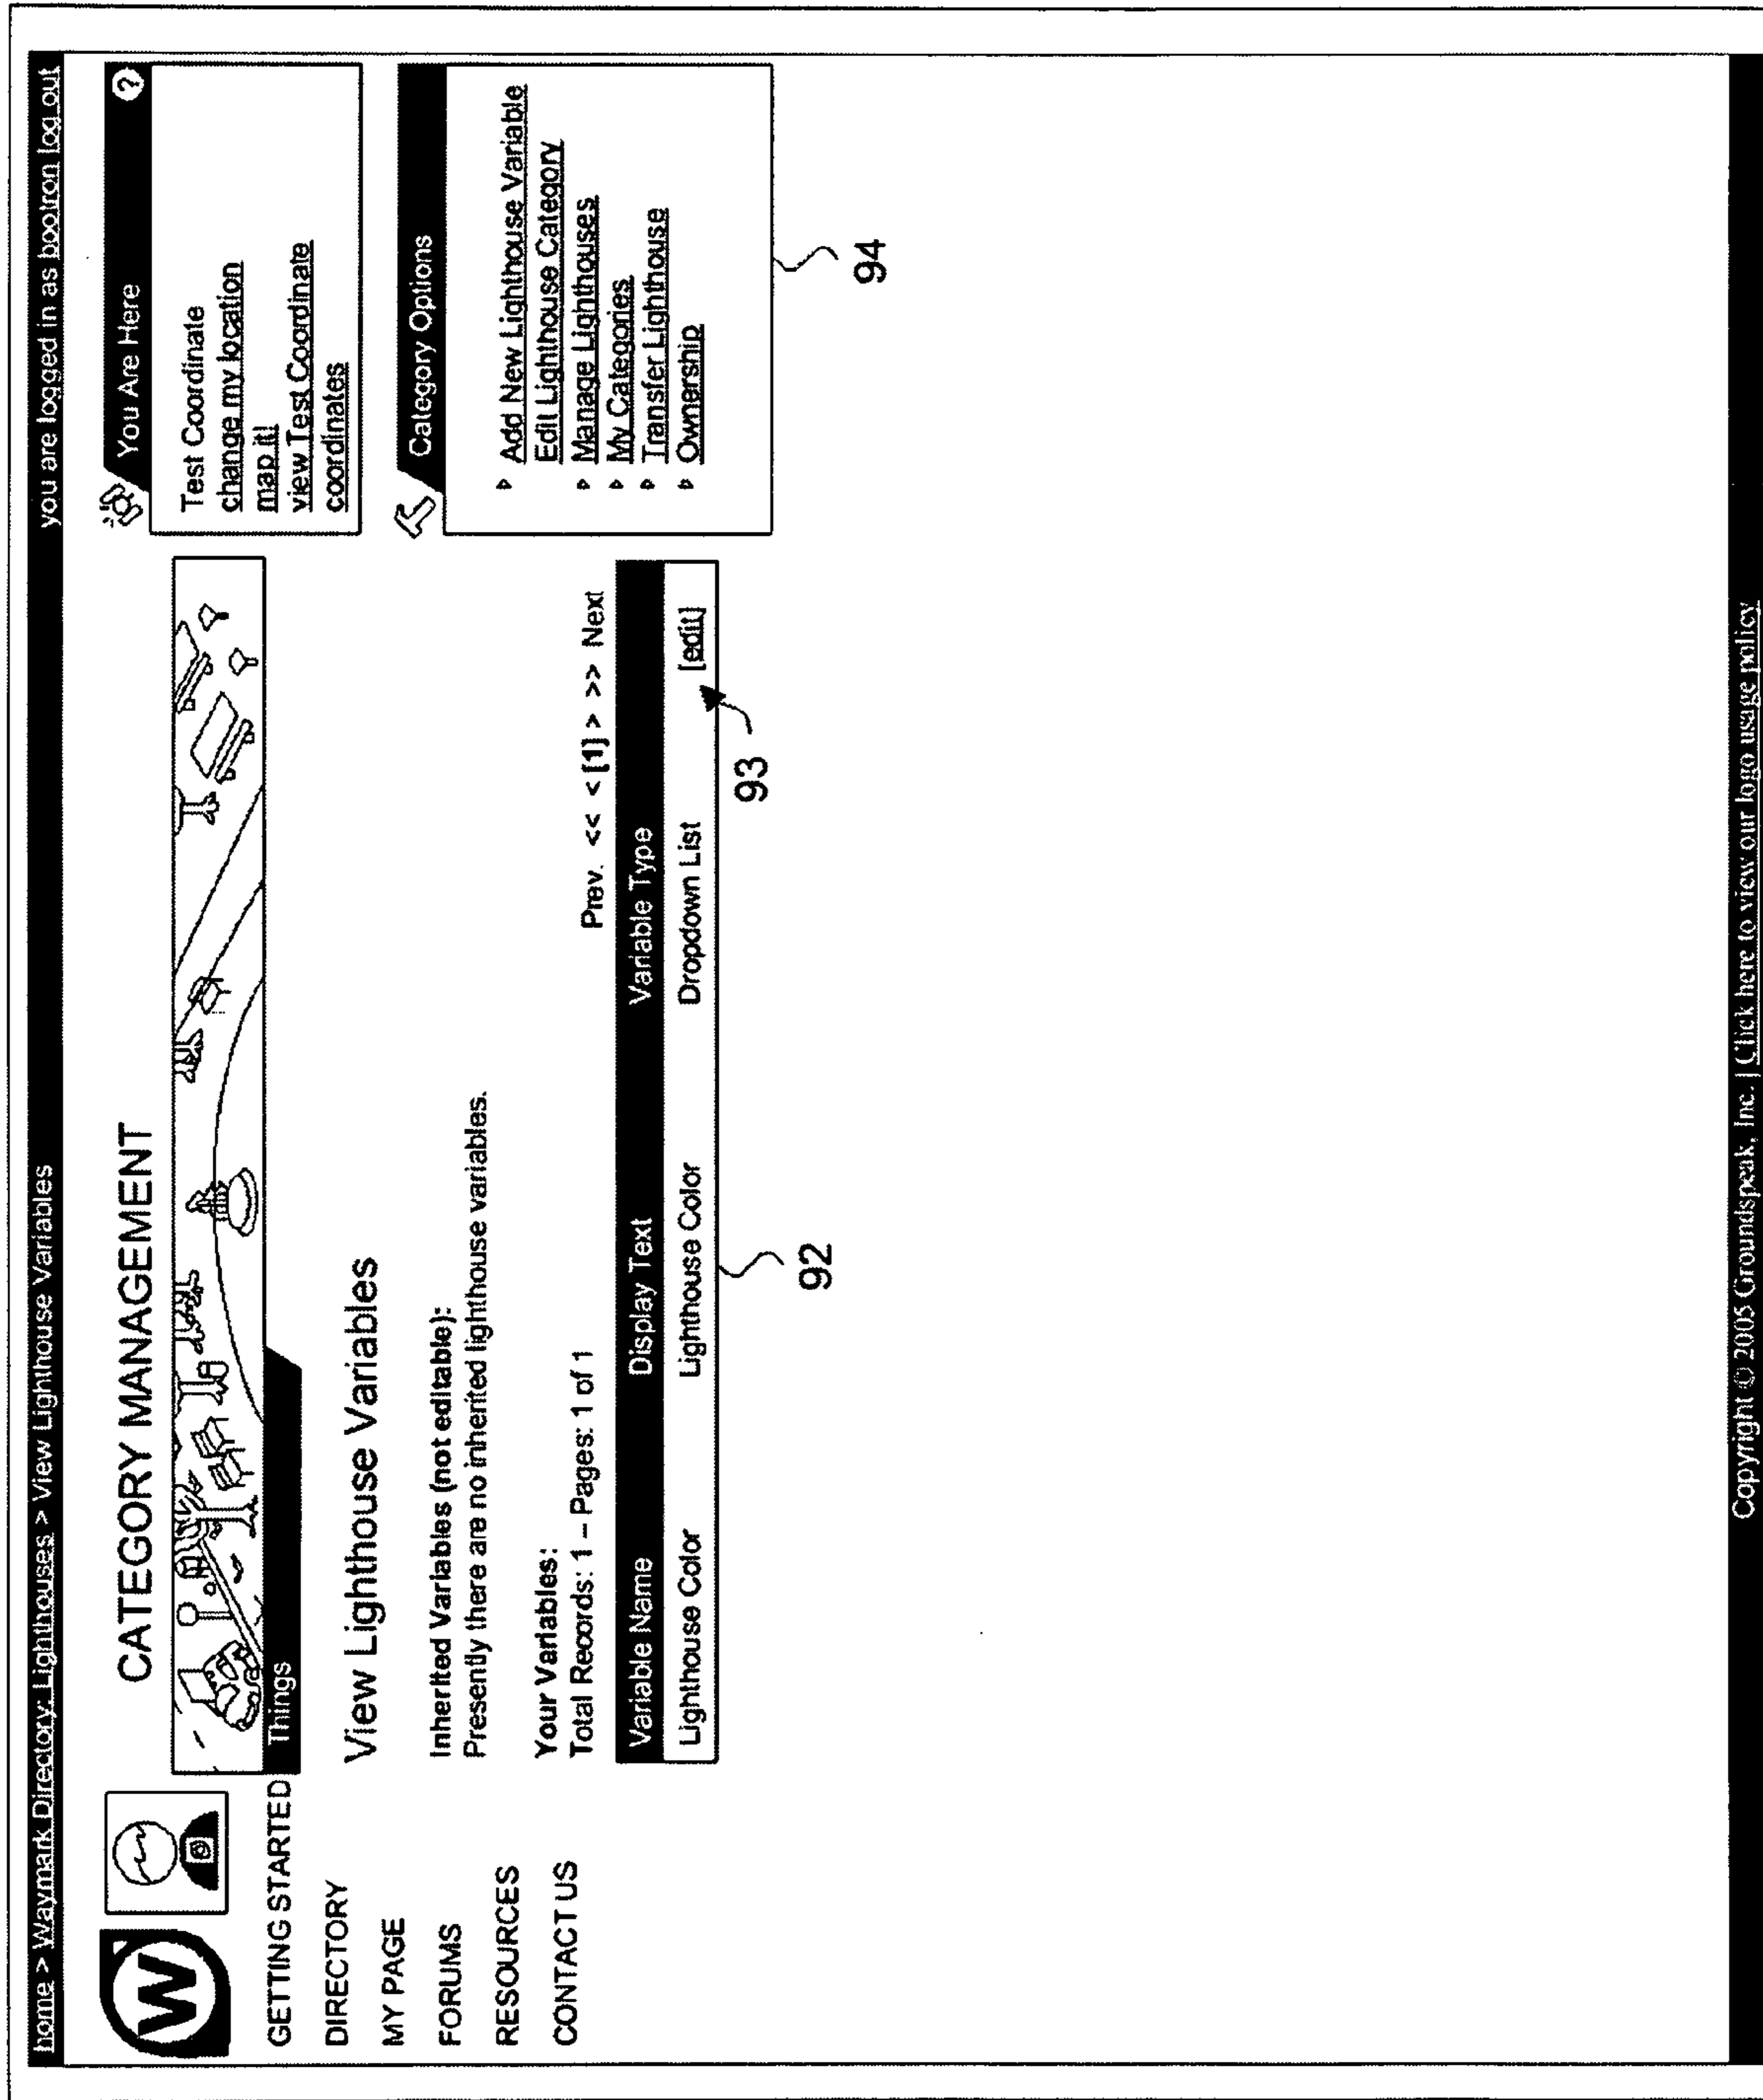 home > Waymark Directory: Lighthouses > View Lighthouse Variables
you are logged in as bootron log out
W
GETTING STARTED
DIRECTORY
MY PAGE
FORUMS
RESOURCES
CONTACT US
CATEGORY MANAGEMENT
Things
View Lighthouse Variables
Inherited Variables (not editable):
Presently there are no inherited lighthouse variables.
Your Variables:
Total Records: 1 – Pages: 1 of 1
Prev. << < [1] > >> Next
Variable Name Display Text Variable Type
Lighthouse Color Lighthouse Color Dropdown List [edit]
92
93
You Are Here ?
Test Coordinate
change my location
map it!
view Test Coordinate
coordinates
Category Options
Add New Lighthouse Variable
Edit Lighthouse Category
Manage Lighthouses
My Categories
Transfer Lighthouse
Ownership
94
Copyright © 2005 Groundspeak, Inc. | Click here to view our logo usage policy